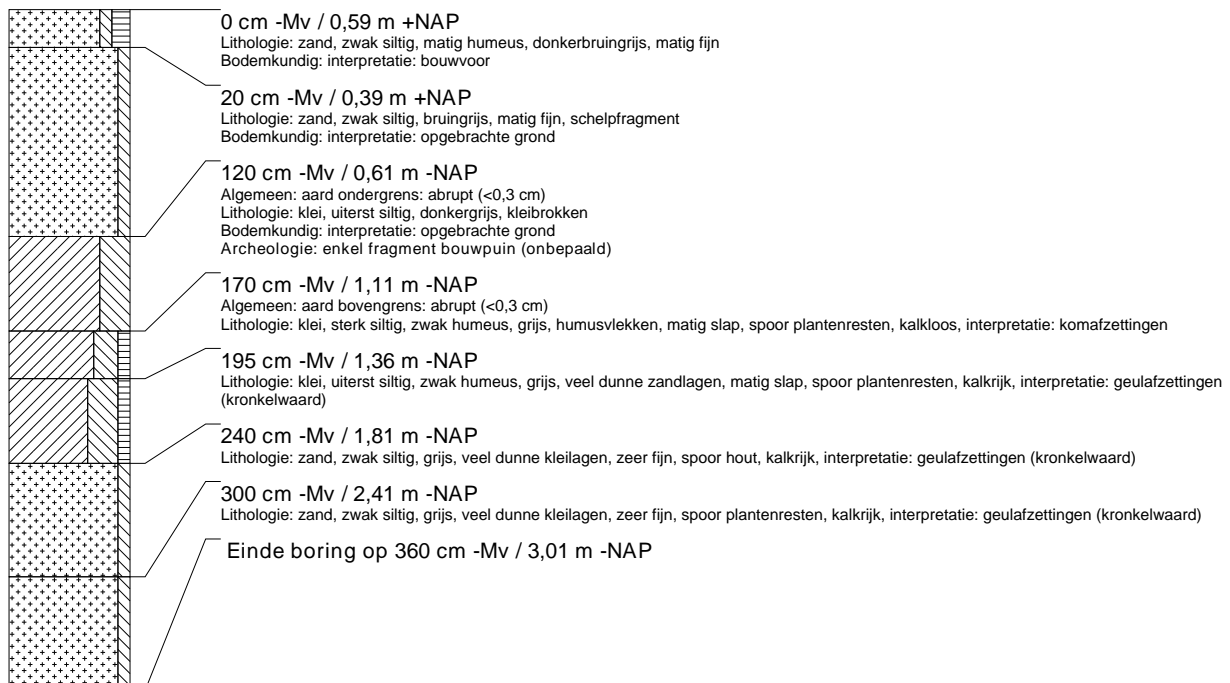 0 cm -Mv / 0,59 m +NAP
Lithologie: zand, zwak siltig, matig humeus, donkerbruingrijs, matig fijn
Bodemkundig: interpretatie: bouwvoor
20 cm -Mv / 0,39 m +NAP
Lithologie: zand, zwak siltig, bruingrijs, matig fijn, schelpfragment
Bodemkundig: interpretatie: opgebrachte grond
120 cm -Mv / 0,61 m -NAP
Algemeen: aard ondergrens: abrupt (<0,3 cm)
Lithologie: klei, uiterst siltig, donkergrijs, kleibrokken
Bodemkundig: interpretatie: opgebrachte grond
Archeologie: enkel fragment bouwpuin (onbepaald)
170 cm -Mv / 1,11 m -NAP
Algemeen: aard bovengrens: abrupt (<0,3 cm)
Lithologie: klei, sterk siltig, zwak humeus, grijs, humusvlekken, matig slap, spoor plantenresten, kalkloos, interpretatie: komafzettingen
195 cm -Mv / 1,36 m -NAP
Lithologie: klei, uiterst siltig, zwak humeus, grijs, veel dunne zandlagen, matig slap, spoor plantenresten, kalkrijk, interpretatie: geulafzettingen
(kronkelwaard)
240 cm -Mv / 1,81 m -NAP
Lithologie: zand, zwak siltig, grijs, veel dunne kleilagen, zeer fijn, spoor hout, kalkrijk, interpretatie: geulafzettingen (kronkelwaard)
300 cm -Mv / 2,41 m -NAP
Lithologie: zand, zwak siltig, grijs, veel dunne kleilagen, zeer fijn, spoor plantenresten, kalkrijk, interpretatie: geulafzettingen (kronkelwaard)
Einde boring op 360 cm -Mv / 3,01 m -NAP